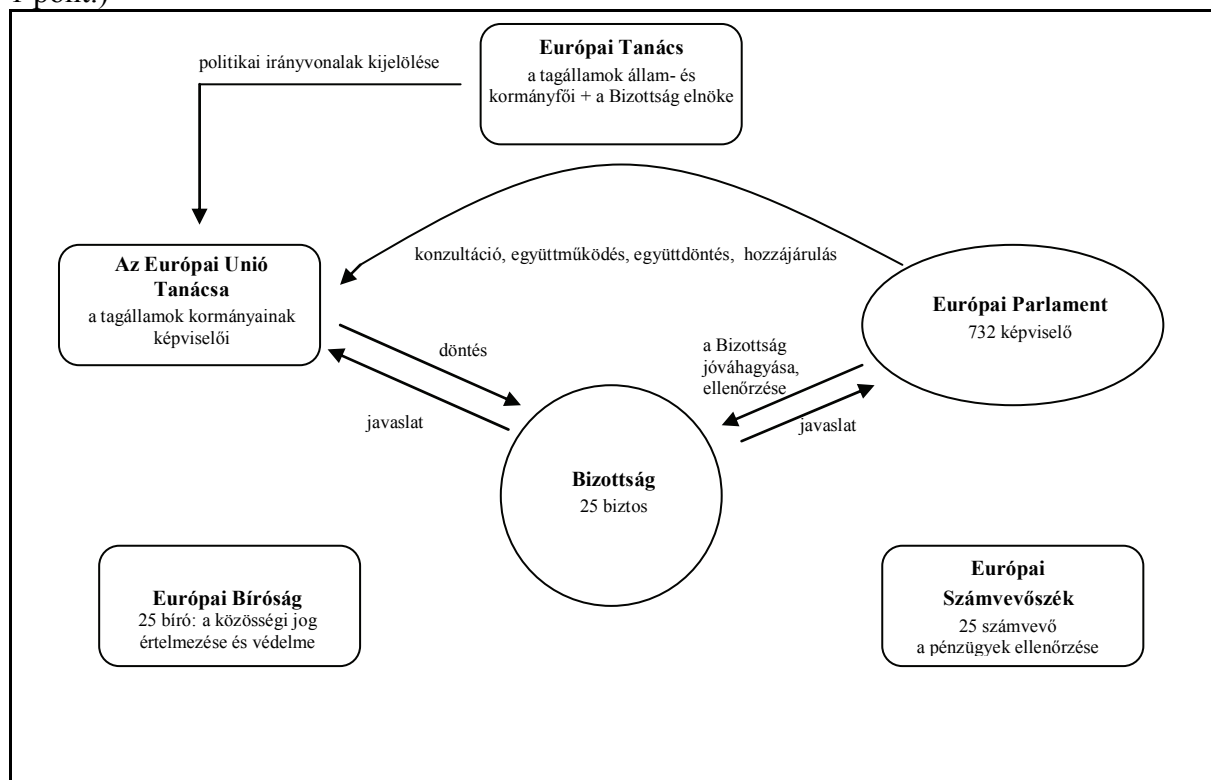 1 pont.)
Európai Tanács
a tagállamok állam- és
kormányfői + a Bizottság elnöke
politikai irányvonalak kijelölése
konzultáció, együttműködés, együttdöntés, hozzájárulás
Az Európai Unió
Tanácsa
a tagállamok kormányainak
képviselői
Európai Parlament
732 képviselő
döntés
javaslat
a Bizottság
jóváhagyása,
ellenőrzése
javaslat
Bizottság
25 biztos
Európai Bíróság
25 bíró: a közösségi jog
értelmezése és védelme
Európai
Számvevőszék
25 számvevő
a pénzügyek ellenőrzése